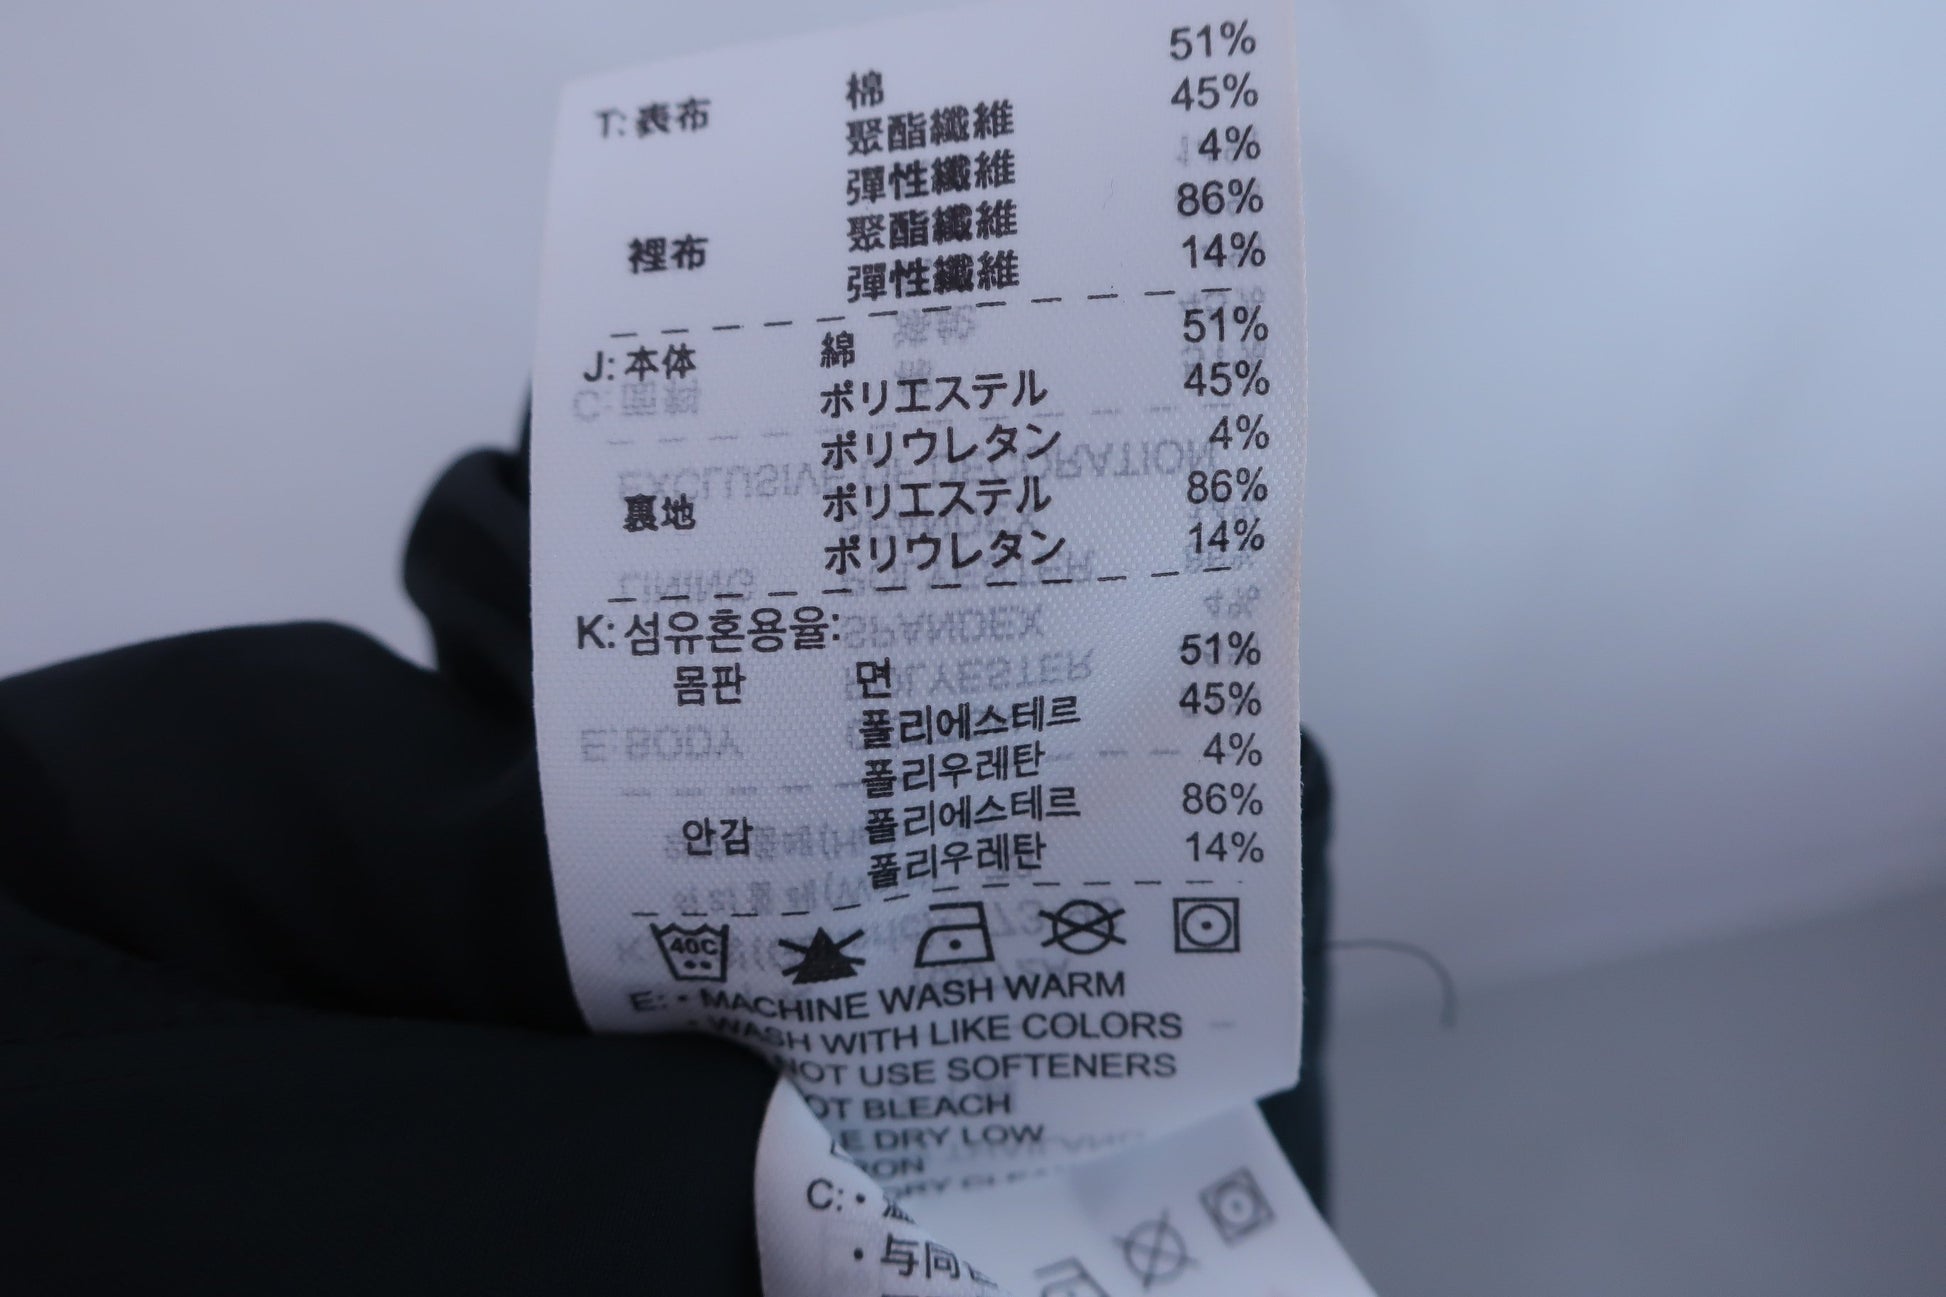 T: 表布 棉 51%
聚酯纖維 45%
彈性纖維 4%
裡布 聚酯纖維 86%
彈性纖維 14%
J: 本体 綿 51%
ポリエステル 45%
ポリウレタン 4%
裏地 ポリエステル 86%
ポリウレタン 14%
K: 섬유혼용율:
몸판 면 51%
폴리에스테르 45%
폴리우레탄 4%
안감 폴리에스테르 86%
폴리우레탄 14%
40C
E: • MACHINE WASH WARM
• WASH WITH LIKE COLORS
NOT USE SOFTENERS
OT BLEACH
E DRY LOW
RON
DRY CLE
C: •
• 与同